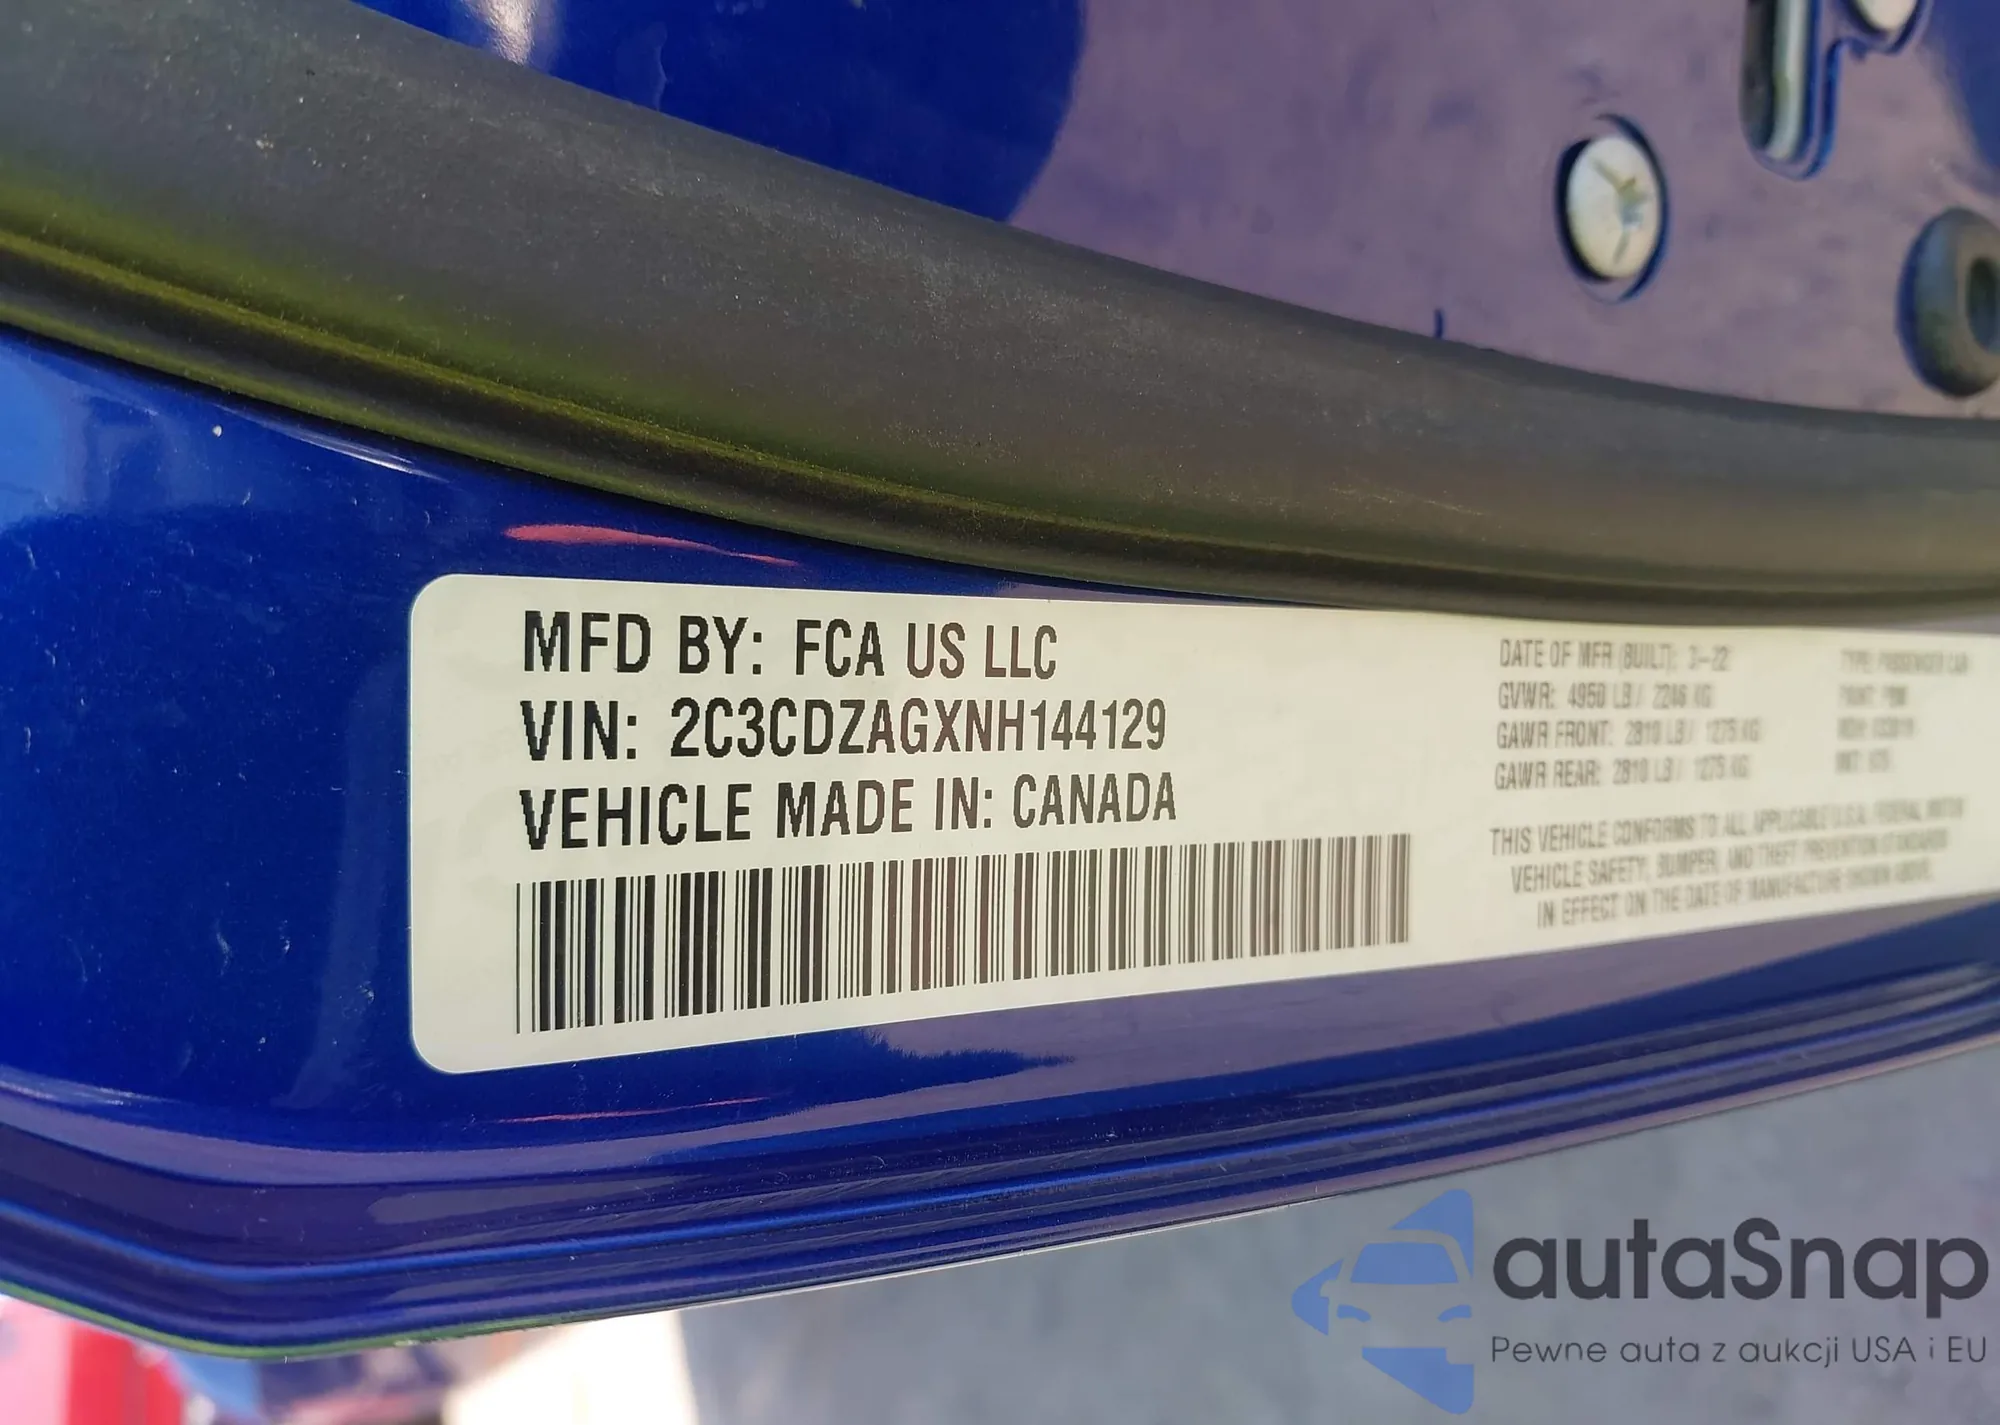 MFD BY: FCA US LLC
VIN: 2C3CDZAGXNH144129
VEHICLE MADE IN: CANADA
DATE OF MFR (BUILT): 3-22
GVWR: 4950 LB / 2246 KG
GAWR FRONT: 2810 LB / 1275 KG
GAWR REAR: 2810 LB / 1275 KG
TYPE: PASSENGER CAR
THIS VEHICLE CONFORMS TO ALL APPLICABLE U.S.A. FEDERAL MOTOR
VEHICLE SAFETY, BUMPER, AND THEFT PREVENTION STANDARDS
IN EFFECT ON THE DATE OF MANUFACTURE SHOWN ABOVE.
autaSnap
Pewne auta z aukcji USA i EU